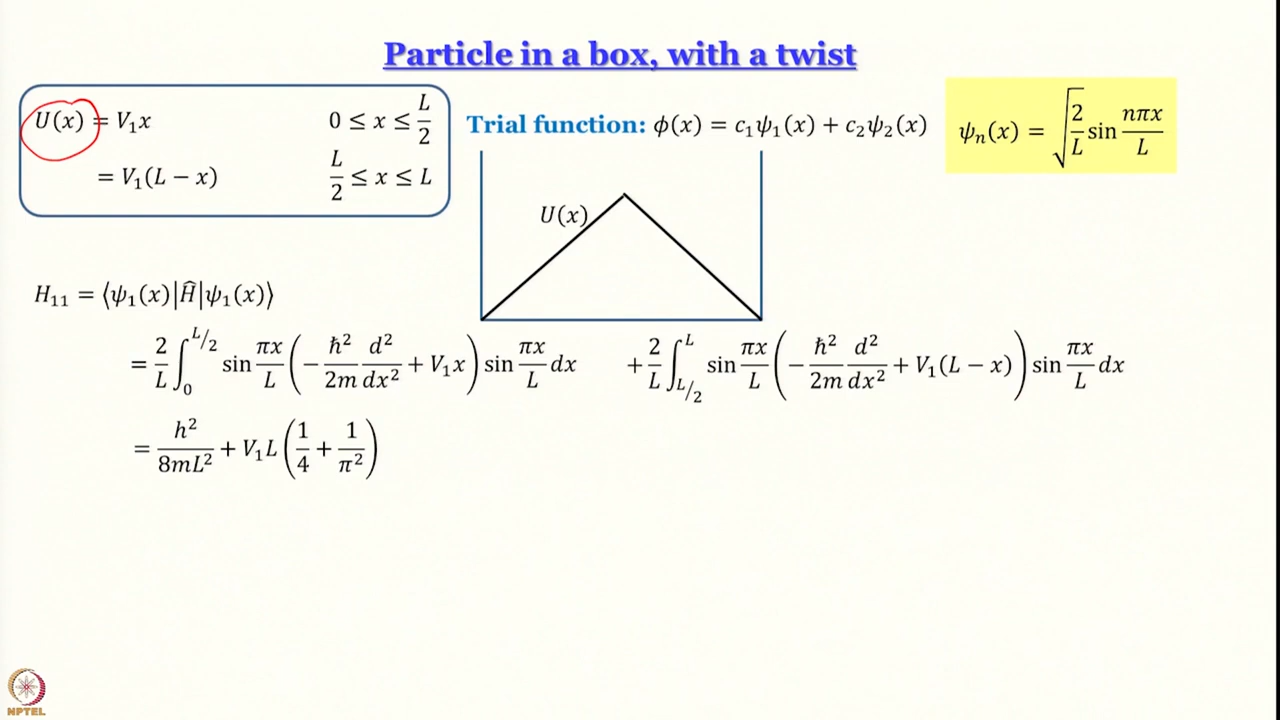 Particle in a box, with a twist
U(x) = V₁x 0 ≤ x ≤ L/2
= V₁(L − x) L/2 ≤ x ≤ L
Trial function: ϕ(x) = c₁ψ₁(x) + c₂ψ₂(x)
ψₙ(x) = √(2/L) sin nπx/L
U(x)
H₁₁ = ⟨ψ₁(x)|Ĥ|ψ₁(x)⟩
= 2/L ∫₀^(L/2) sin πx/L (− ℏ²/2m d²/dx² + V₁x) sin πx/L dx + 2/L ∫_(L/2)^L sin πx/L (− ℏ²/2m d²/dx² + V₁(L − x)) sin πx/L dx
= h²/8mL² + V₁L (1/4 + 1/π²)
NPTEL